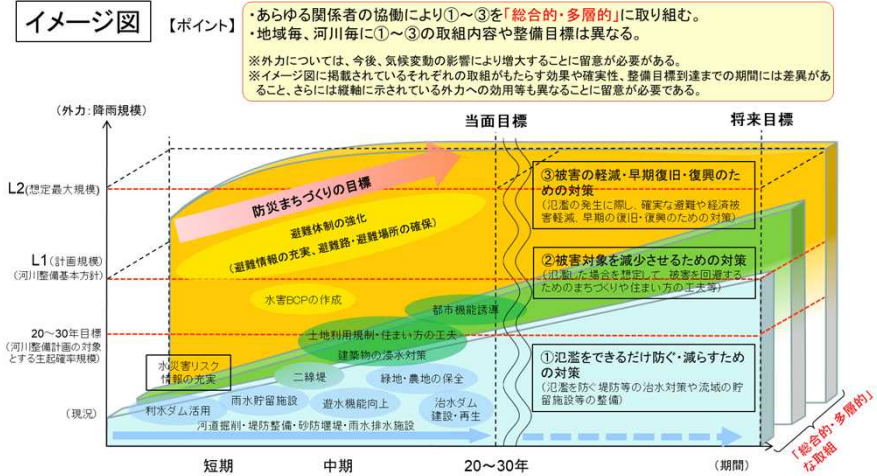 イメージ図
【ポイント】
・あらゆる関係者の協働により①～③を「総合的・多層的」に取り組む。
・地域毎、河川毎に①～③の取組内容や整備目標は異なる。
※外力については、今後、気候変動の影響により増大することに留意が必要がある。
※イメージ図に掲載されているそれぞれの取組がもたらす効果や確実性、整備目標到達までの期間には差異があ
ること、さらには縦軸に示されている外力への効用等も異なることに留意が必要である。
(外力:降雨規模)
当面目標
将来目標
L2(想定最大規模)
L1(計画規模)
(河川整備基本方針)
20～30年目標
(河川整備計画の対象
とする生起確率規模)
(現況)
防災まちづくりの目標
避難体制の強化
(避難情報の充実、避難路・避難場所の確保)
水害BCPの作成
都市機能誘導
土地利用規制・住まい方の工夫
建築物の浸水対策
水災害リスク
情報の充実
二線堤
緑地・農地の保全
利水ダム活用
雨水貯留施設
遊水機能向上
治水ダム
建設・再生
河道掘削・堤防整備・砂防堰堤・雨水排水施設
③被害の軽減・早期復旧・復興のた
めの対策
(氾濫の発生に際し、確実な避難や経済被
害軽減、早期の復旧・復興のための対策)
②被害対象を減少させるための対策
(氾濫した場合を想定して、被害を回避する
ためのまちづくりや住まい方の工夫等)
①氾濫をできるだけ防ぐ・減らすため
の対策
(氾濫を防ぐ堤防等の治水対策や流域の貯
留施設等の整備)
「総合的・多層的」
な取組
短期
中期
20～30年
(期間)